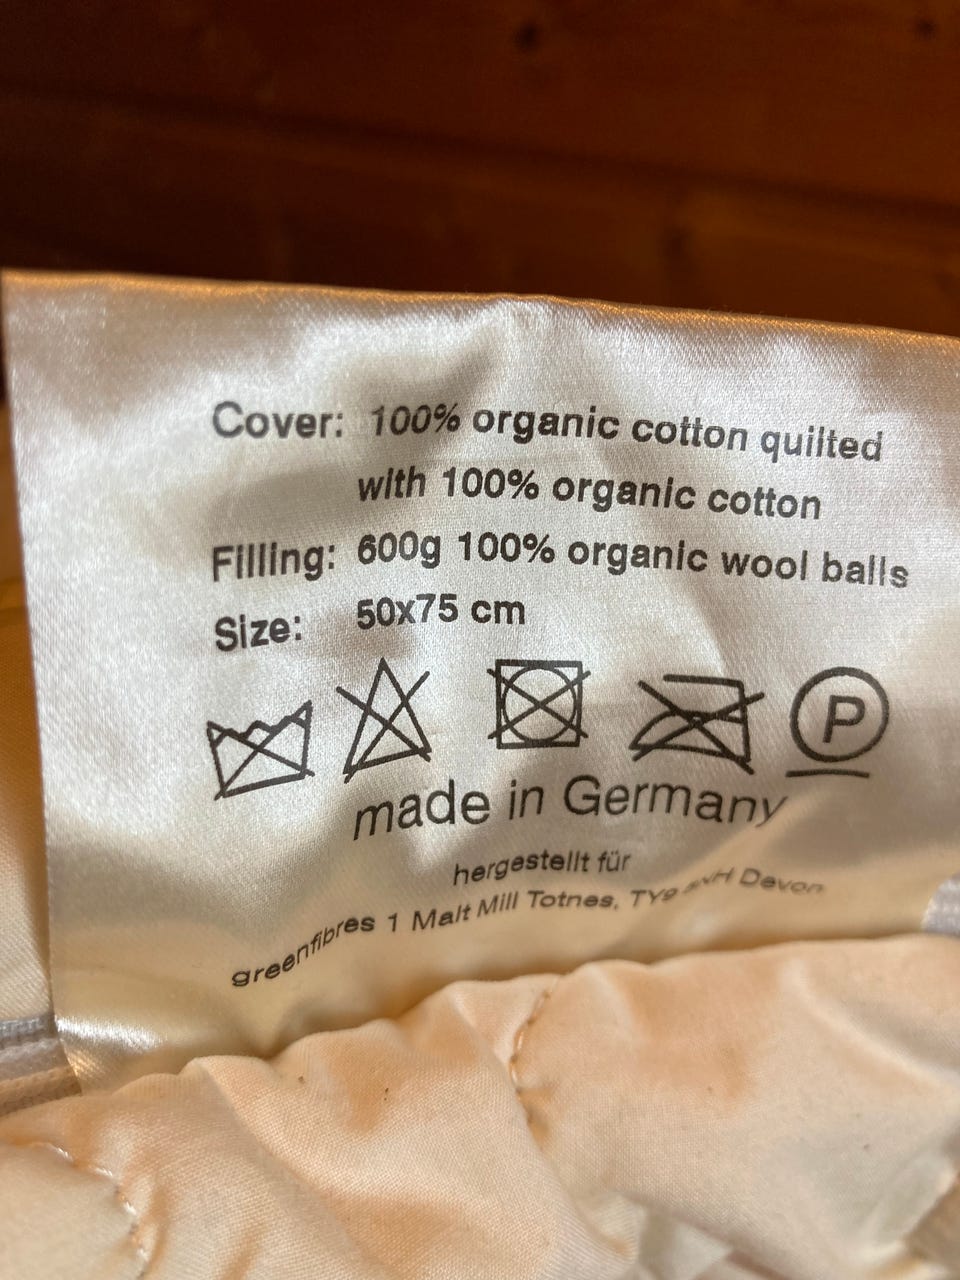 Cover: 100% organic cotton quilted
with 100% organic cotton
Filling: 600g 100% organic wool balls
Size: 50x75 cm
P
made in Germany
hergestellt für
greenfibres 1 Malt Mill Totnes, Devon